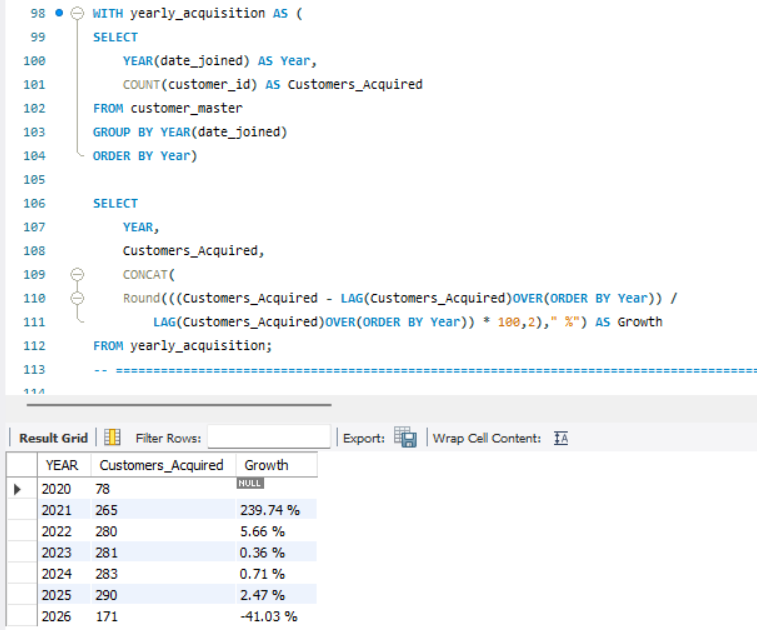 98 WITH yearly_acquisition AS (
99 SELECT
100 YEAR(date_joined) AS Year,
101 COUNT(customer_id) AS Customers_Acquired
102 FROM customer_master
103 GROUP BY YEAR(date_joined)
104 ORDER BY Year)
105
106 SELECT
107 YEAR,
108 Customers_Acquired,
109 CONCAT(
110 Round(((Customers_Acquired - LAG(Customers_Acquired)OVER(ORDER BY Year)) /
111 LAG(Customers_Acquired)OVER(ORDER BY Year)) * 100,2)," %") AS Growth
112 FROM yearly_acquisition;
113 -- =====================================================================================
114
Result Grid Filter Rows: Export: Wrap Cell Content: IA
YEAR Customers_Acquired Growth
2020 78 NULL
2021 265 239.74 %
2022 280 5.66 %
2023 281 0.36 %
2024 283 0.71 %
2025 290 2.47 %
2026 171 -41.03 %